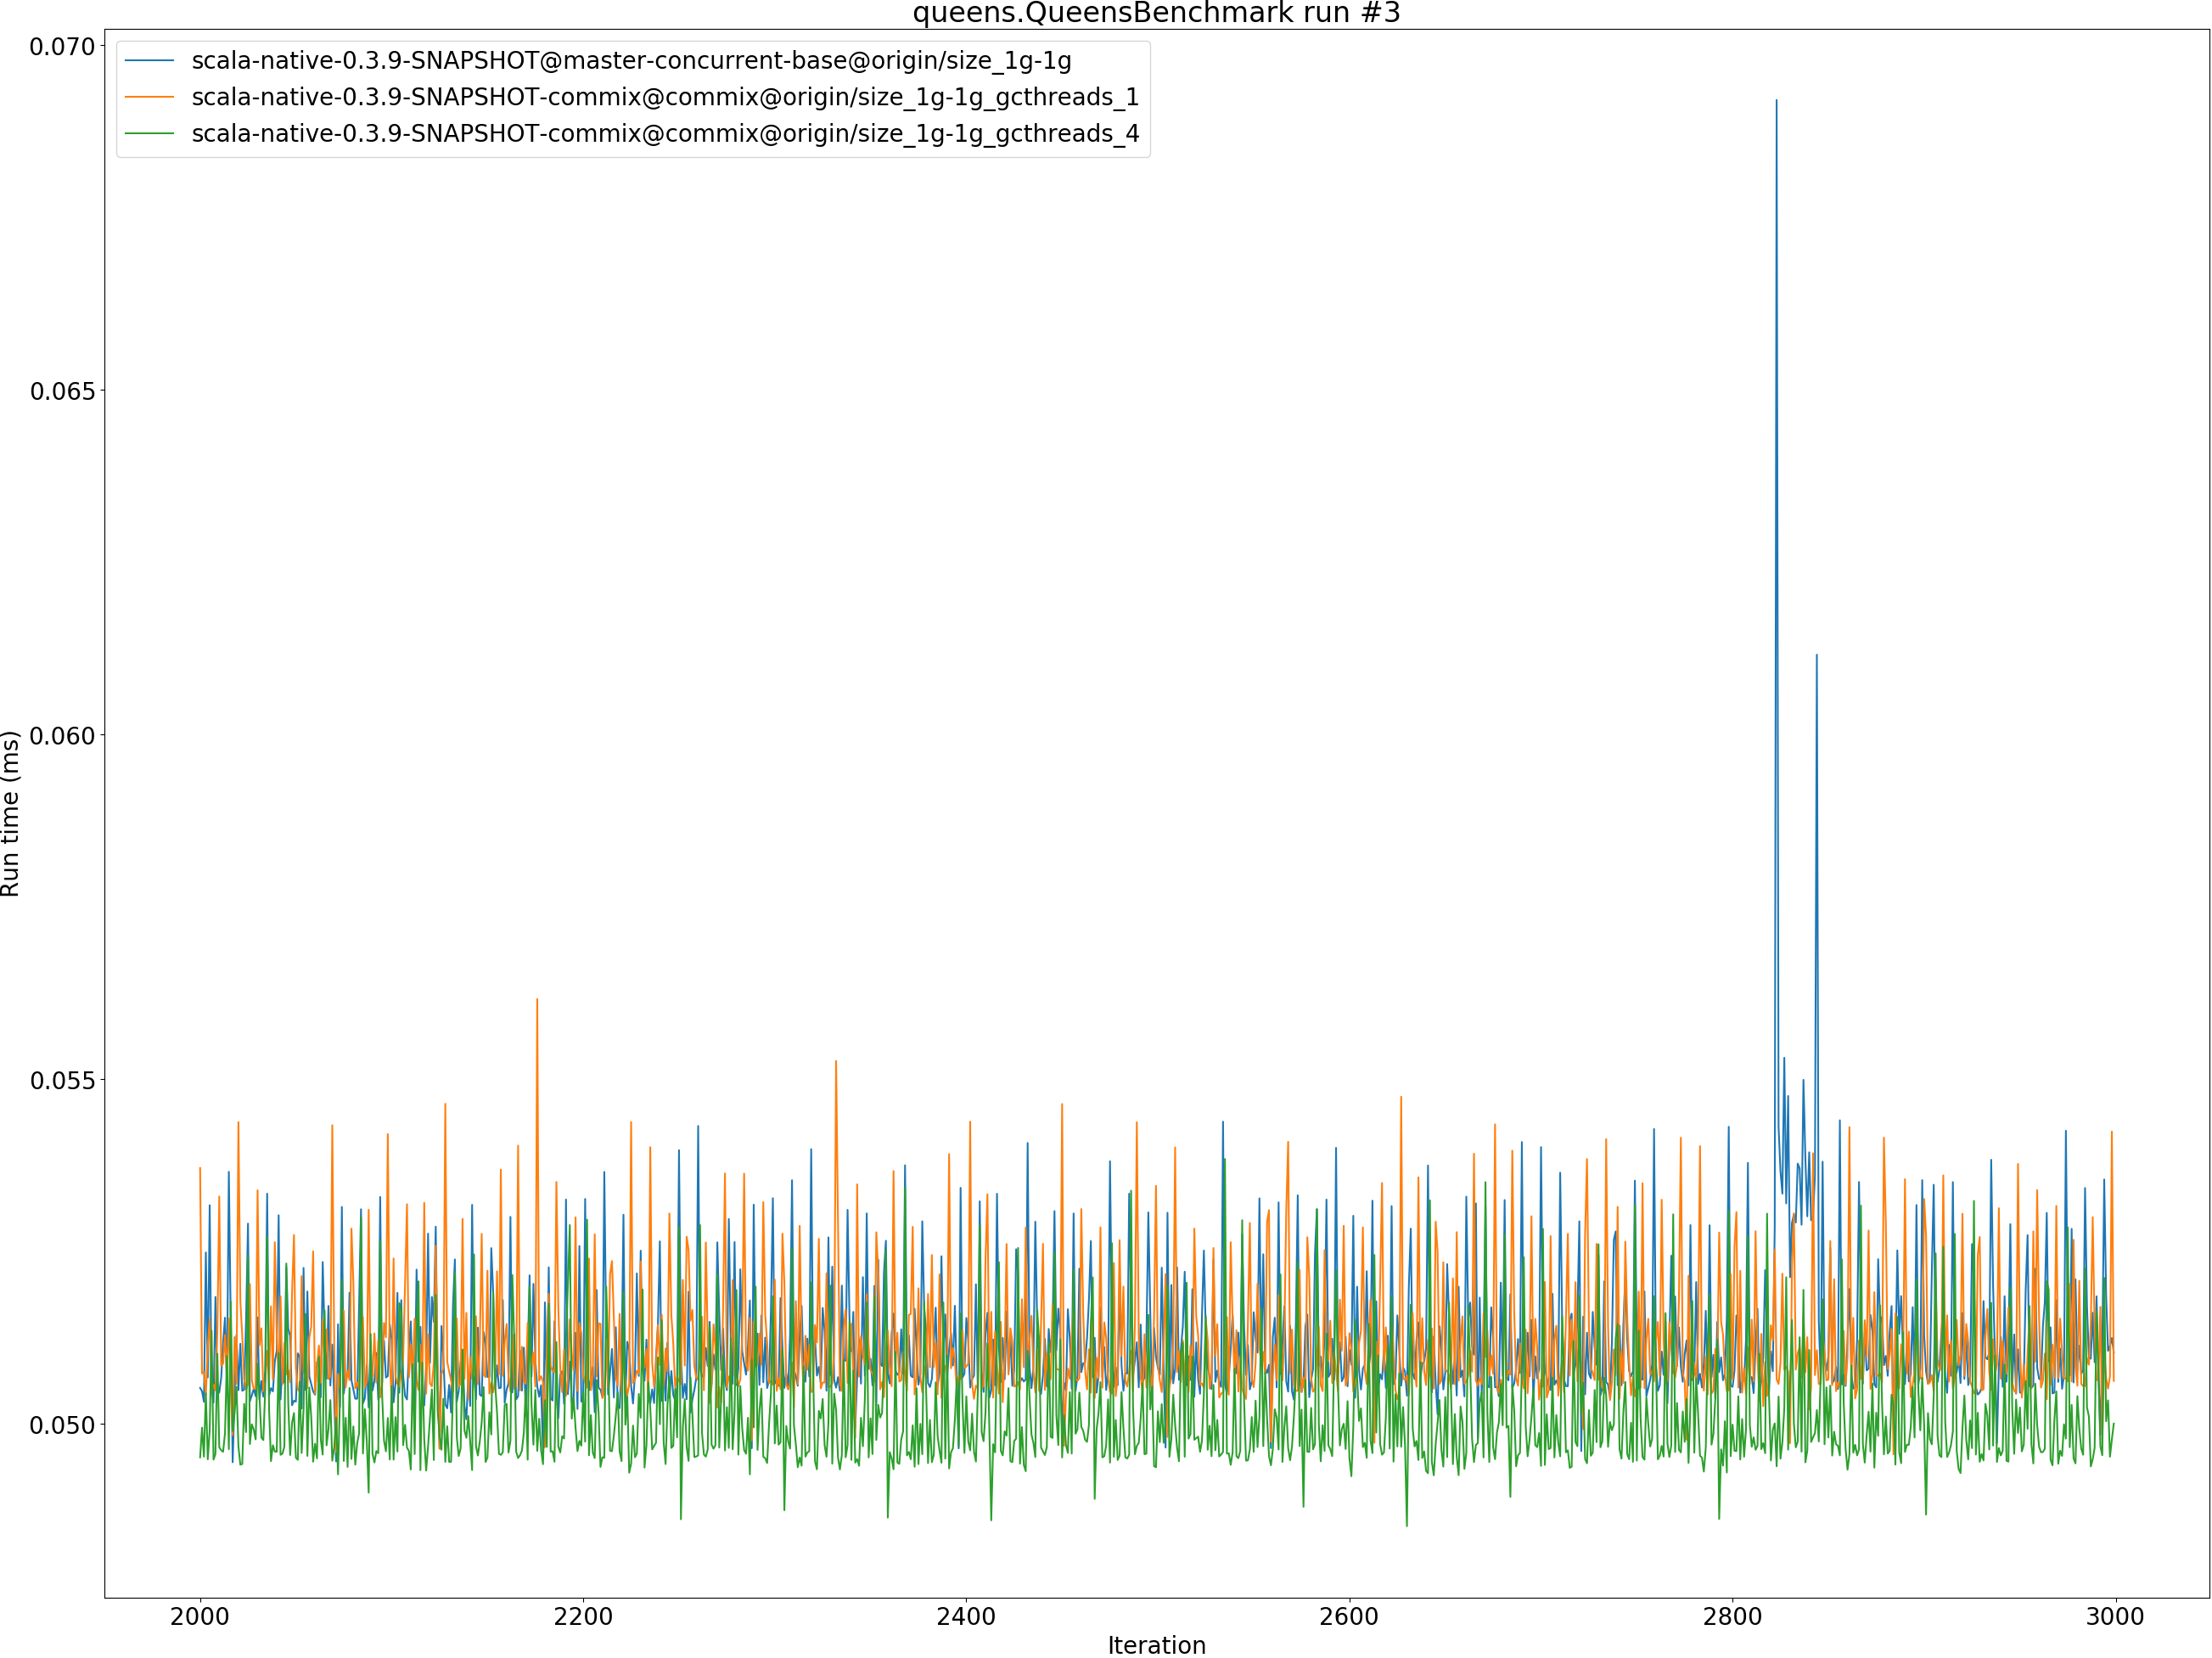 queens.QueensBenchmark run #3
scala-native-0.3.9-SNAPSHOT@master-concurrent-base@origin/size_1g-1g
scala-native-0.3.9-SNAPSHOT-commix@commix@origin/size_1g-1g_gcthreads_1
scala-native-0.3.9-SNAPSHOT-commix@commix@origin/size_1g-1g_gcthreads_4
0.070
0.065
0.060
0.055
0.050
Run time (ms)
2000 2200 2400 2600 2800 3000
Iteration